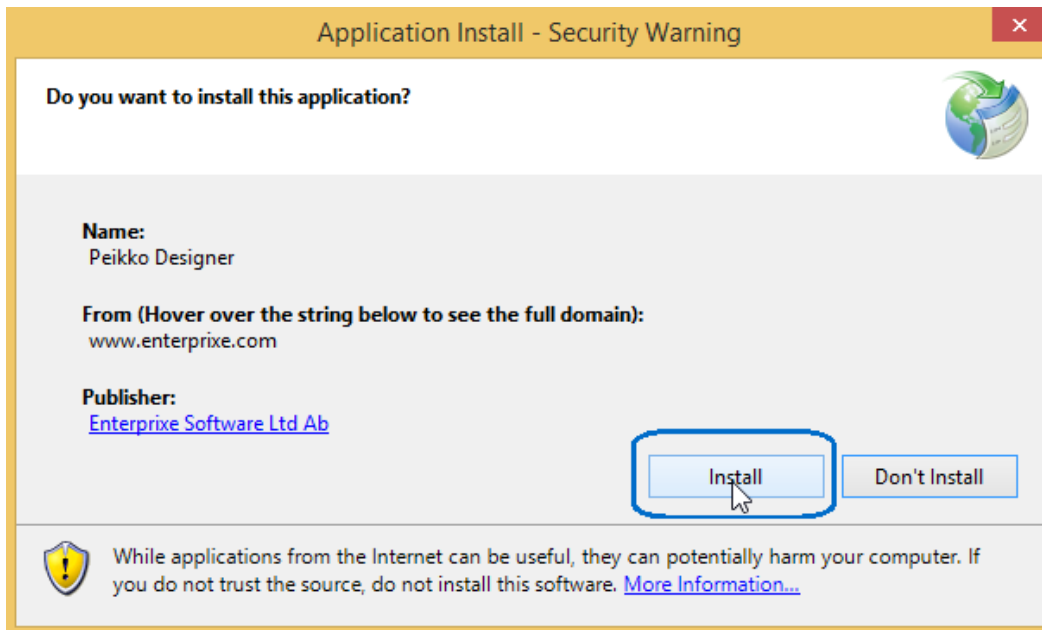 Application Install - Security Warning
Do you want to install this application?
Name:
Peikko Designer
From (Hover over the string below to see the full domain):
www.enterprixe.com
Publisher:
Enterprixe Software Ltd Ab
Install
Don't Install
While applications from the Internet can be useful, they can potentially harm your computer. If
you do not trust the source, do not install this software. More Information...